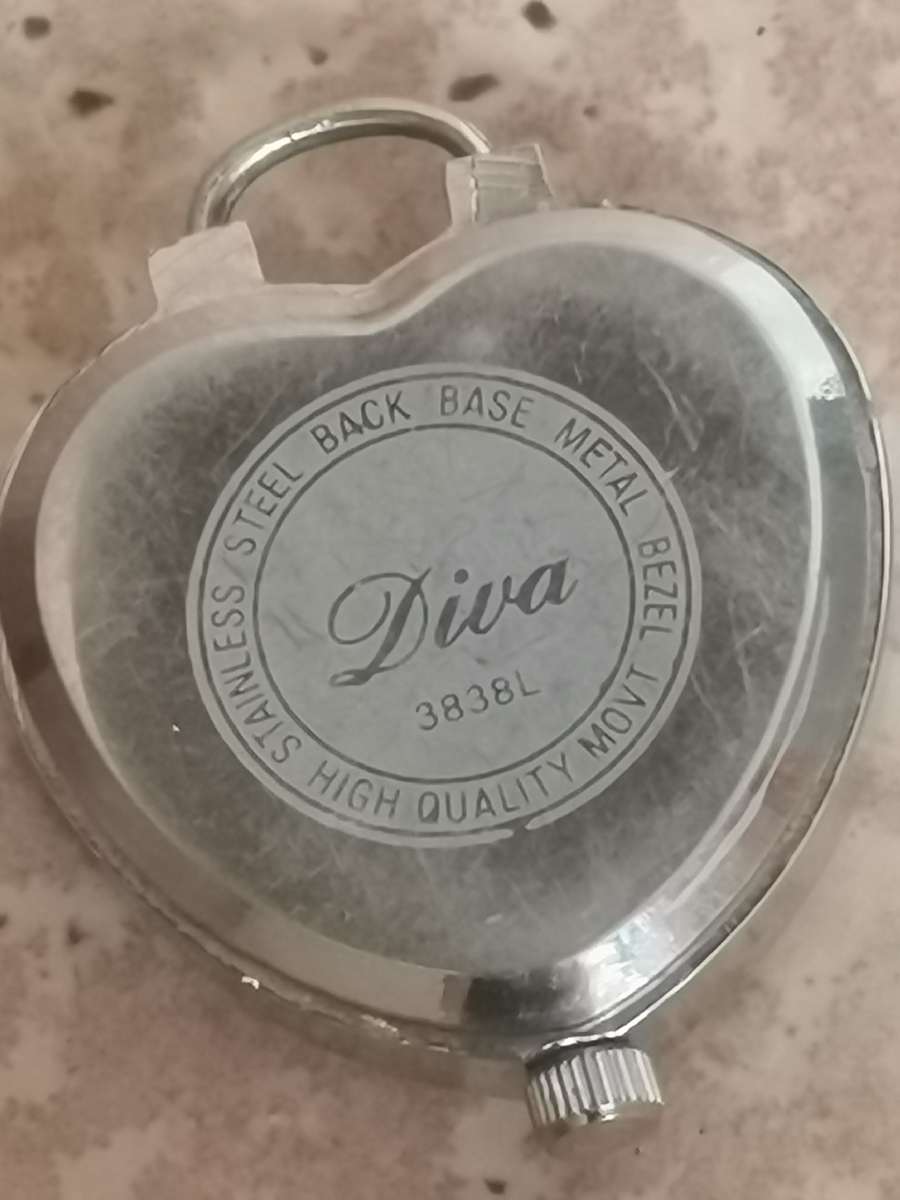 STAINLESS STEEL BACK BASE METAL BEZEL
Diva
3838L
HIGH QUALITY MOVT